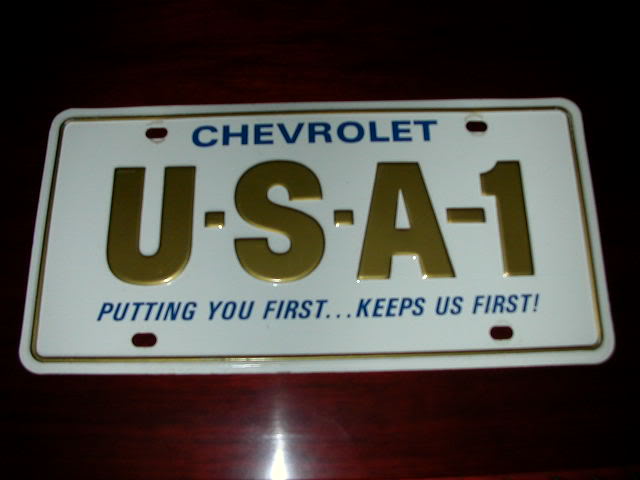 CHEVROLET
U-S-A-1
PUTTING YOU FIRST...KEEPS US FIRST!